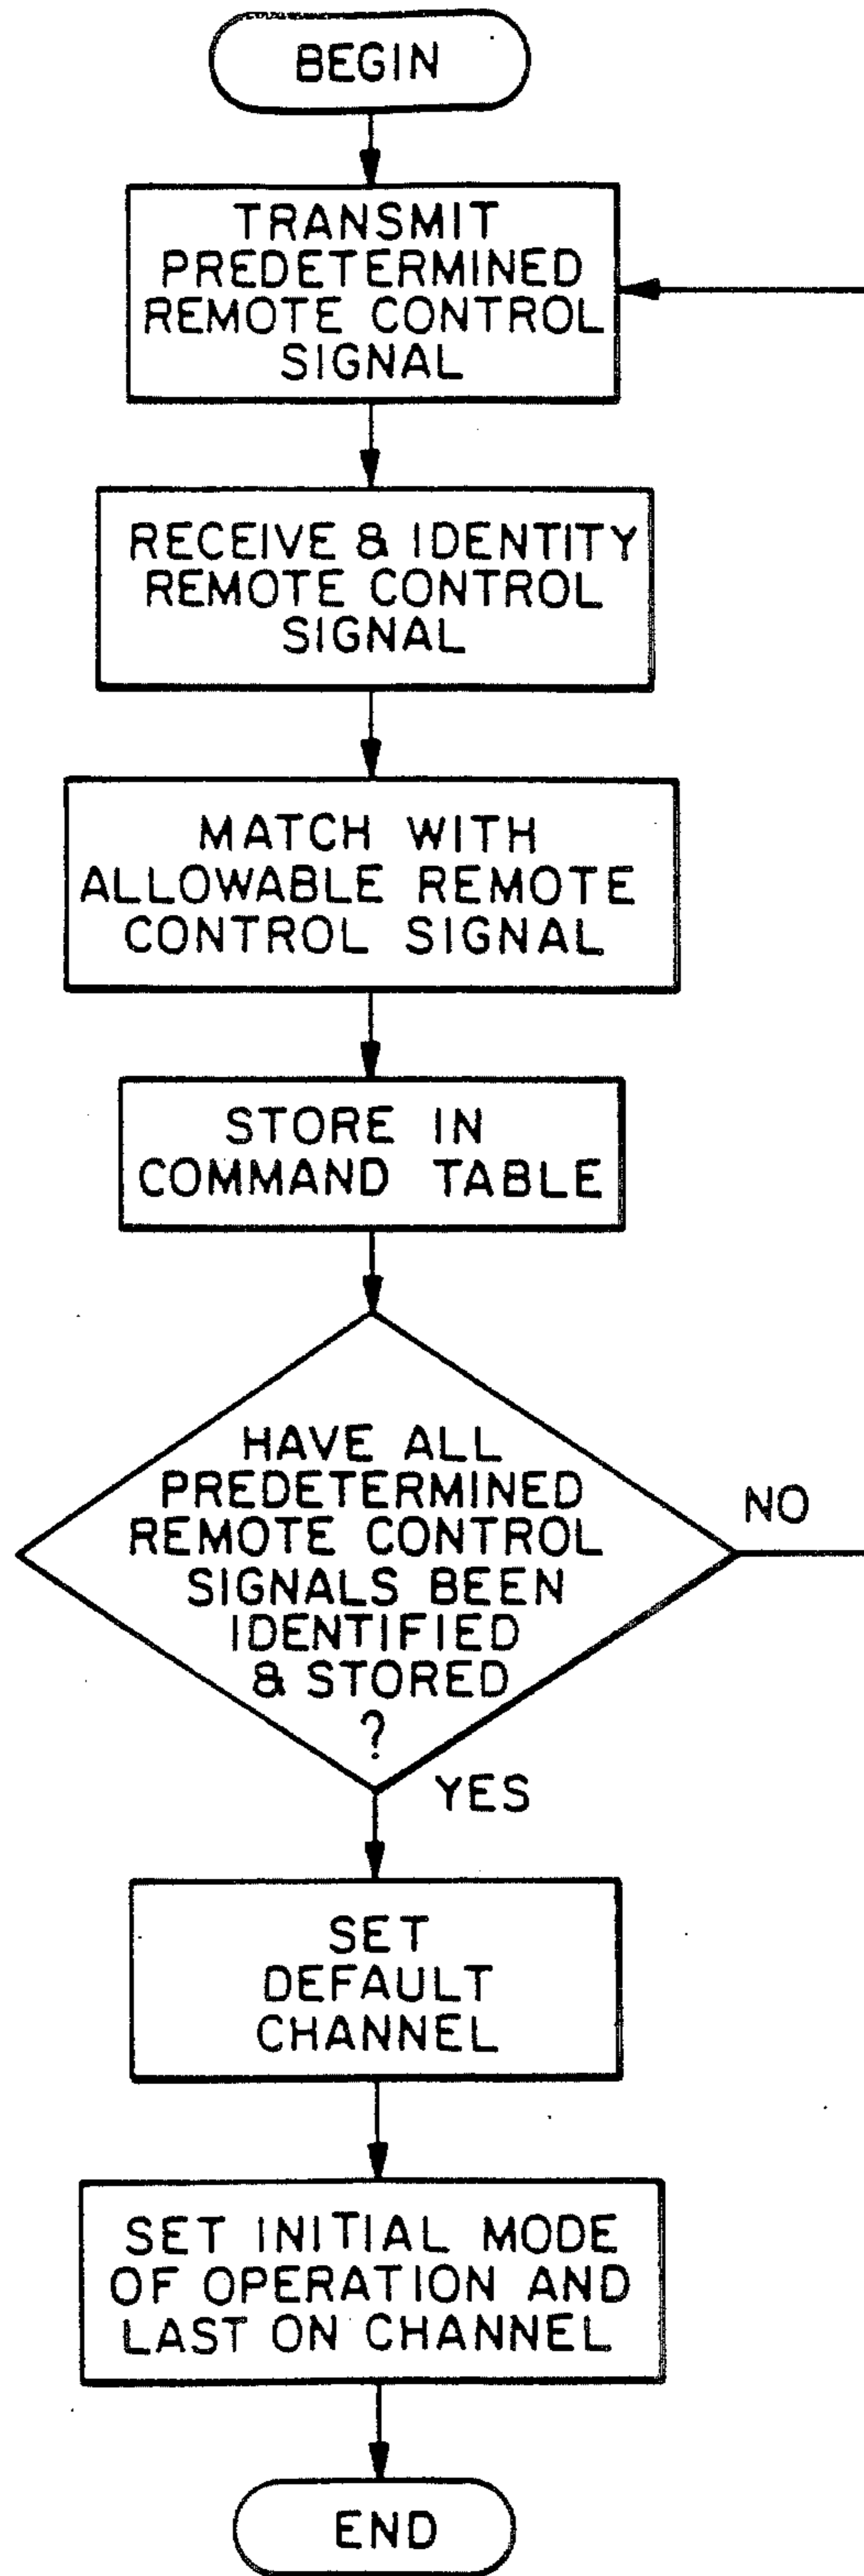 BEGIN
TRANSMIT
PREDETERMINED
REMOTE CONTROL
SIGNAL
RECEIVE & IDENTITY
REMOTE CONTROL
SIGNAL
MATCH WITH
ALLOWABLE REMOTE
CONTROL SIGNAL
STORE IN
COMMAND TABLE
HAVE ALL
PREDETERMINED
REMOTE CONTROL
SIGNALS BEEN
IDENTIFIED
& STORED
?
NO
YES
SET
DEFAULT
CHANNEL
SET INITIAL MODE
OF OPERATION AND
LAST ON CHANNEL
END